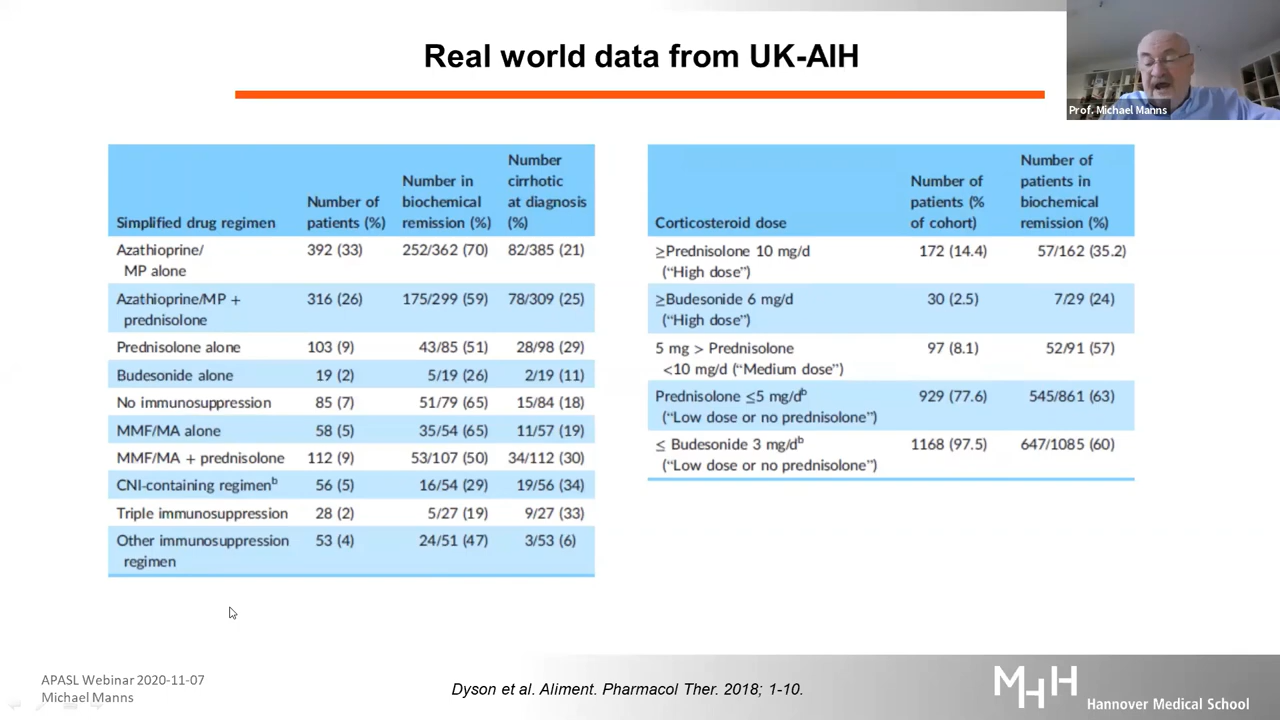 Real world data from UK-AIH
Prof. Michael Manns
Simplified drug regimen
Number of
patients (%)
Number in
biochemical
remission (%)
Number
cirrhotic
at diagnosis
(%)
Azathioprine/
MP alone
392 (33)
252/362 (70)
82/385 (21)
Azathioprine/MP +
prednisolone
316 (26)
175/299 (59)
78/309 (25)
Prednisolone alone
103 (9)
43/85 (51)
28/98 (29)
Budesonide alone
19 (2)
5/19 (26)
2/19 (11)
No immunosuppression
85 (7)
51/79 (65)
15/84 (18)
MMF/MA alone
58 (5)
35/54 (65)
11/57 (19)
MMF/MA + prednisolone
112 (9)
53/107 (50)
34/112 (30)
CNI-containing regimenᵇ
56 (5)
16/54 (29)
19/56 (34)
Triple immunosuppression
28 (2)
5/27 (19)
9/27 (33)
Other immunosuppression
regimen
53 (4)
24/51 (47)
3/53 (6)
Corticosteroid dose
Number of
patients (%
of cohort)
Number of
patients in
biochemical
remission (%)
≥Prednisolone 10 mg/d
(“High dose”)
172 (14.4)
57/162 (35.2)
≥Budesonide 6 mg/d
(“High dose”)
30 (2.5)
7/29 (24)
5 mg > Prednisolone
<10 mg/d (“Medium dose”)
97 (8.1)
52/91 (57)
Prednisolone ≤5 mg/dᵇ
(“Low dose or no prednisolone”)
929 (77.6)
545/861 (63)
≤ Budesonide 3 mg/dᵇ
(“Low dose or no prednisolone”)
1168 (97.5)
647/1085 (60)
APASL Webinar 2020-11-07
Michael Manns
Dyson et al. Aliment. Pharmacol Ther. 2018; 1-10.
MHH
Hannover Medical School